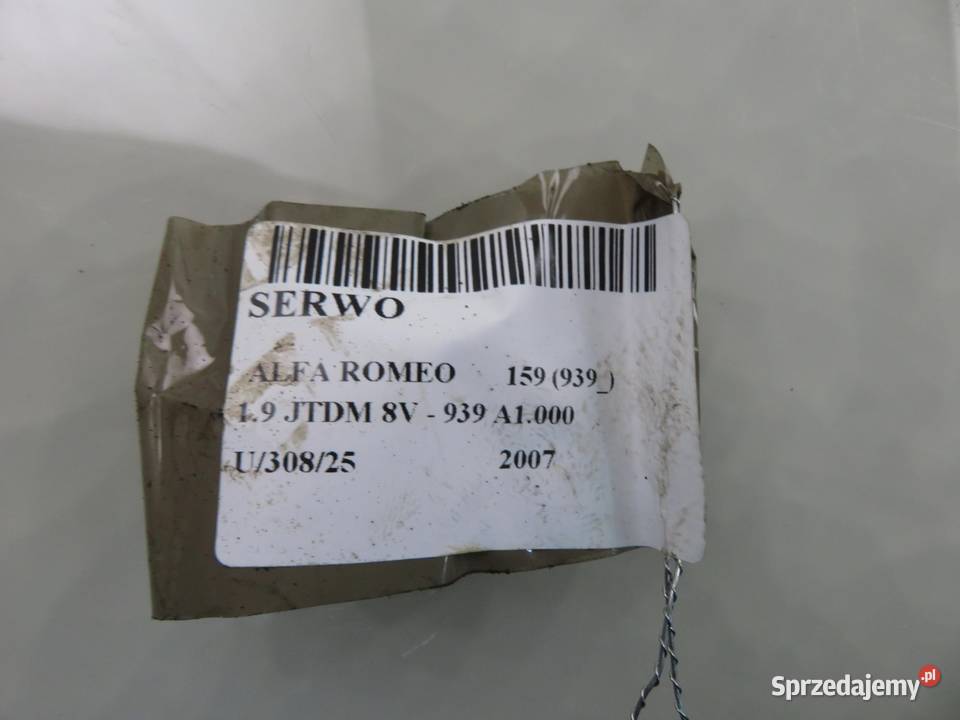 SERWO
ALFA ROMEO 159 (939_)
1.9 JTDM 8V - 939 A1.000
U/308/25 2007
Sprzedajemy.pl